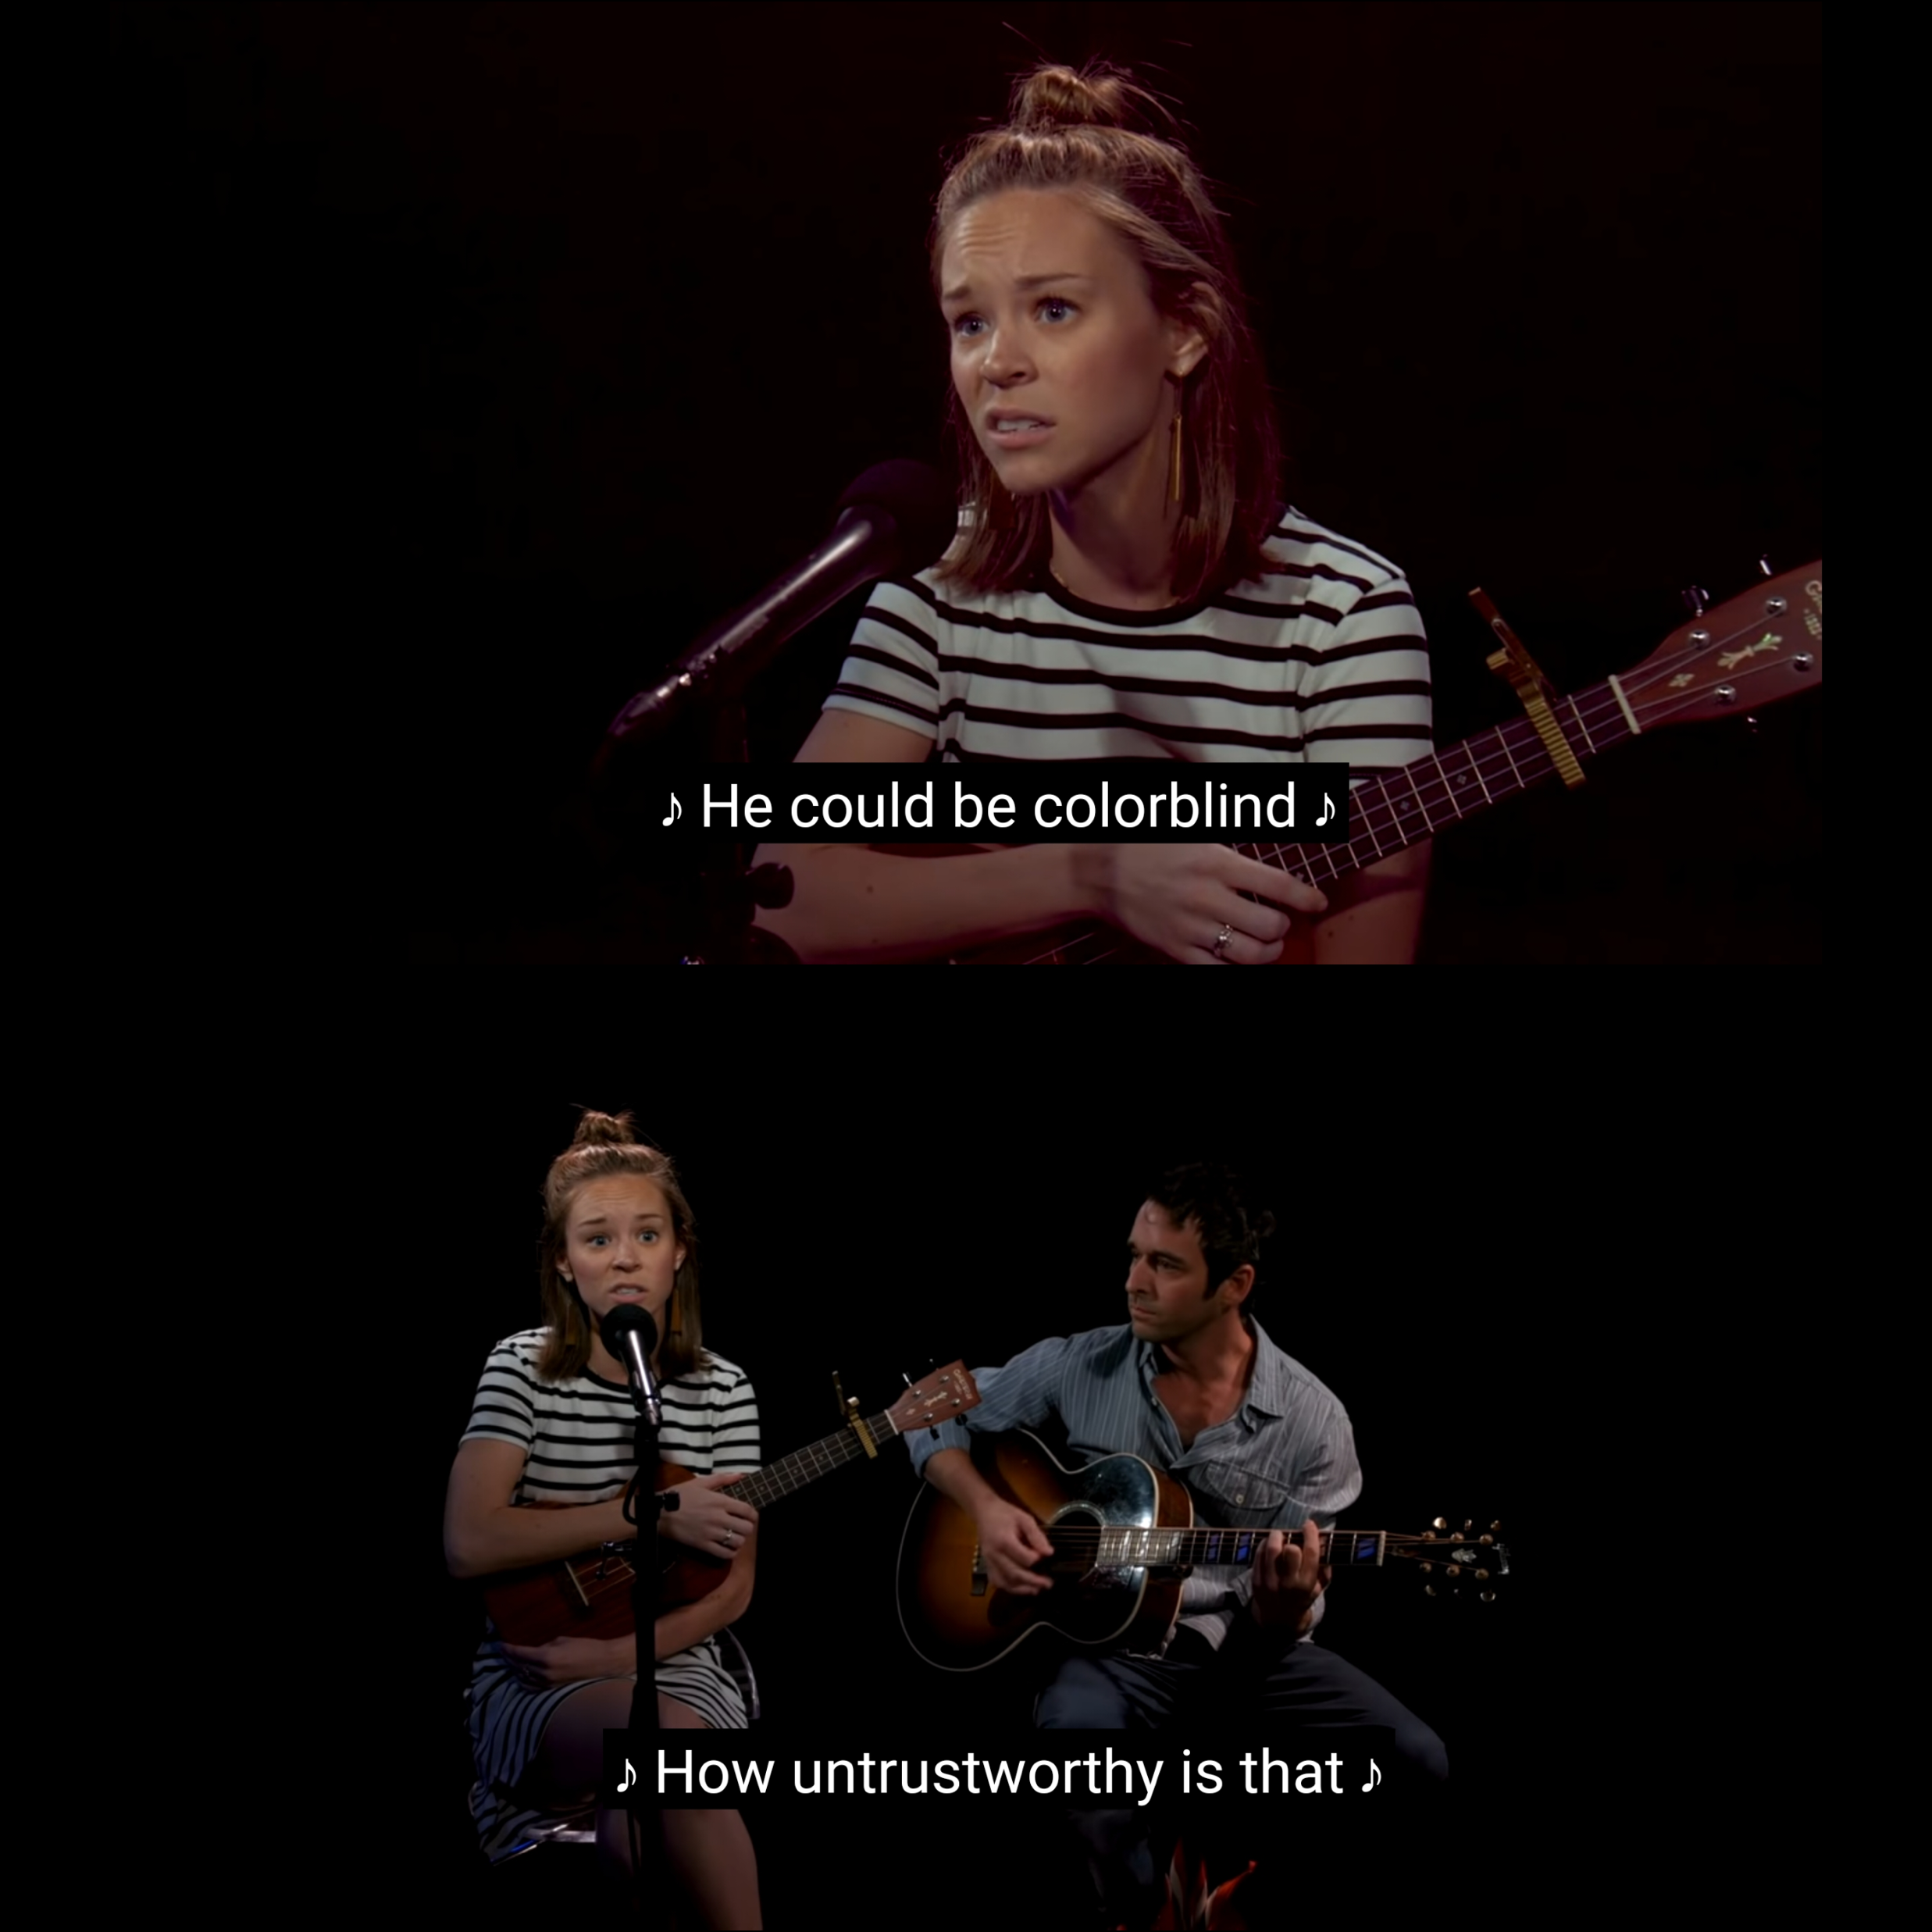 ♪ He could be colorblind ♪
♪ How untrustworthy is that ♪